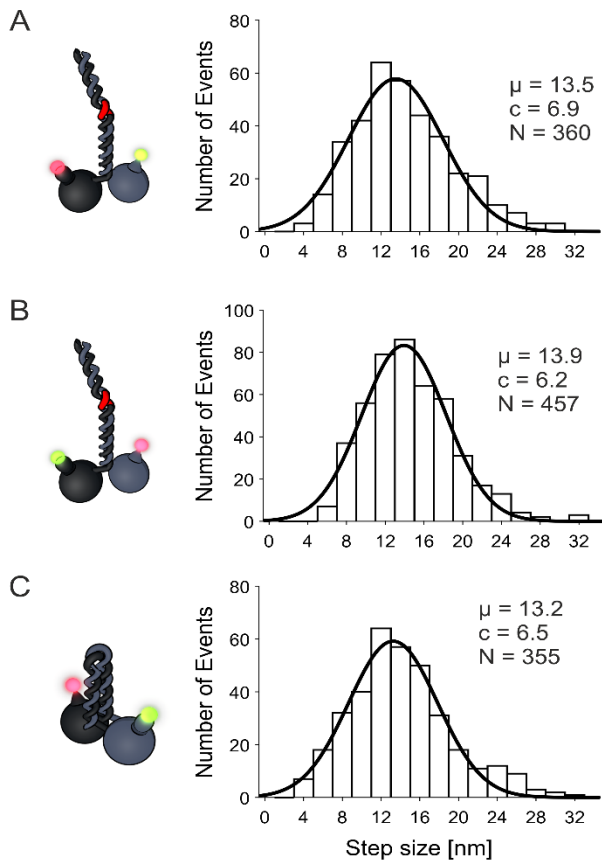 A
Number of Events
80
60
40
20
0
0 4 8 12 16 20 24 28 32
µ = 13.5
c = 6.9
N = 360
B
Number of Events
100
80
60
40
20
0
0 4 8 12 16 20 24 28 32
µ = 13.9
c = 6.2
N = 457
C
Number of Events
80
60
40
20
0
0 4 8 12 16 20 24 28 32
µ = 13.2
c = 6.5
N = 355
Step size [nm]